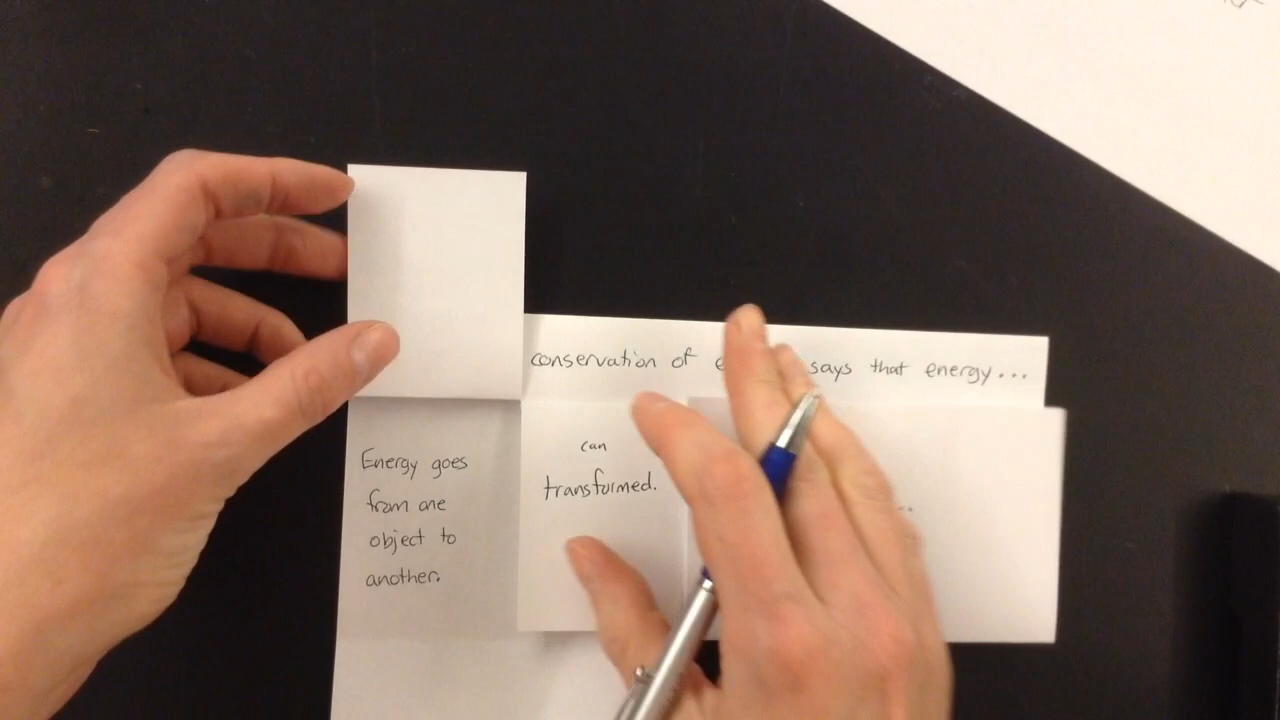 conservation of says that energy...
can
transformed.
Energy goes
from one
object to
another.